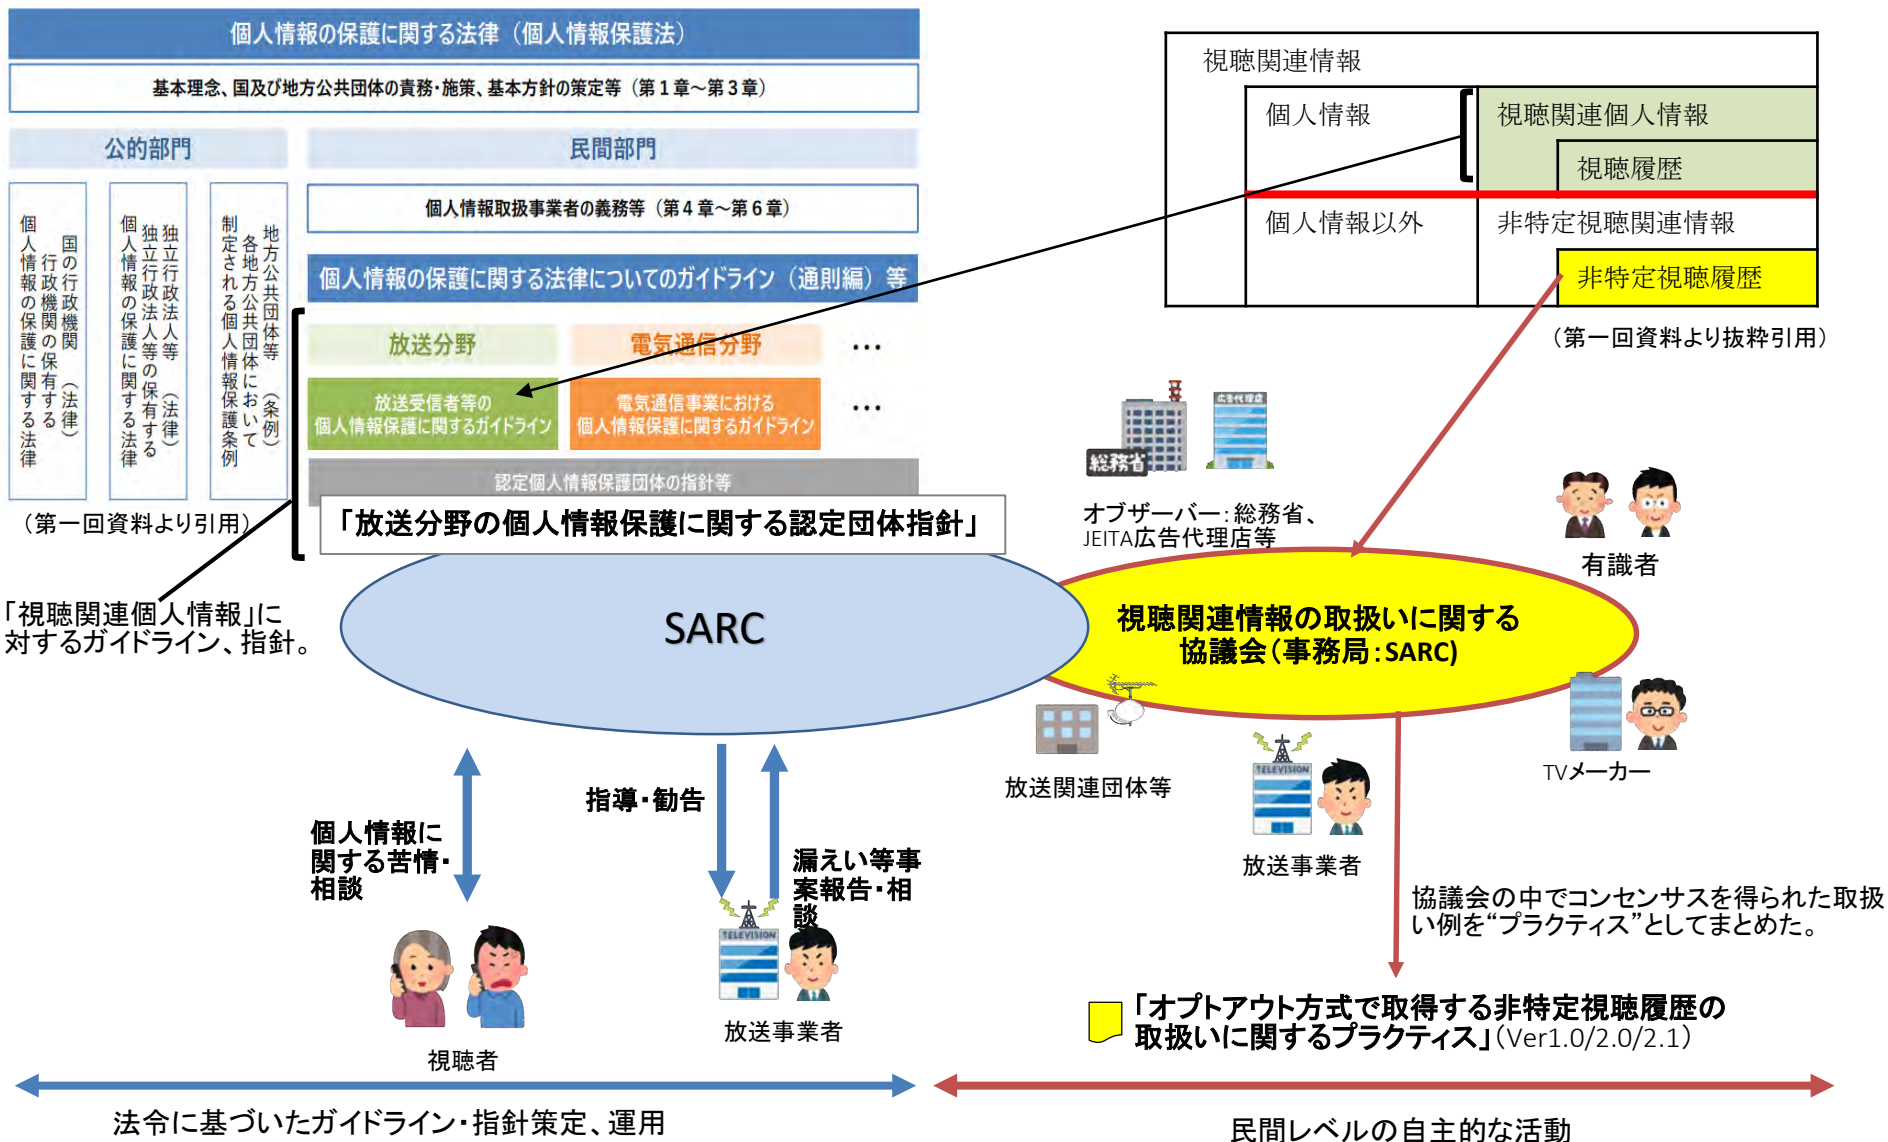 個人情報の保護に関する法律（個人情報保護法）
基本理念、国及び地方公共団体の責務・施策、基本方針の策定等（第１章～第３章）
公的部門
民間部門
国の行政機関　（法律）
行政機関の保有する
個人情報の保護に関する法律
独立行政法人等　（法律）
独立行政法人等の保有する
個人情報の保護に関する法律
地方公共団体等　（条例）
各地方公共団体において
制定される個人情報保護条例
個人情報取扱事業者の義務等（第４章～第６章）
個人情報の保護に関する法律についてのガイドライン（通則編）等
放送分野
電気通信分野
…
放送受信者等の
個人情報保護に関するガイドライン
電気通信事業における
個人情報保護に関するガイドライン
…
認定個人情報保護団体の指針等
（第一回資料より引用）
「放送分野の個人情報保護に関する認定団体指針」
「視聴関連個人情報」に
対するガイドライン、指針。
視聴関連情報
個人情報
視聴関連個人情報
視聴履歴
個人情報以外
非特定視聴関連情報
非特定視聴履歴
（第一回資料より抜粋引用）
総務省
広告代理店
オブザーバー：総務省、
JEITA広告代理店等
有識者
SARC
視聴関連情報の取扱いに関する
協議会（事務局：SARC)
放送関連団体等
TELEVISION
放送事業者
TVメーカー
個人情報に
関する苦情・
相談
指導・勧告
漏えい等事
案報告・相
談
視聴者
TELEVISION
放送事業者
協議会の中でコンセンサスを得られた取扱
い例を“プラクティス”としてまとめた。
「オプトアウト方式で取得する非特定視聴履歴の
取扱いに関するプラクティス」（Ver1.0/2.0/2.1）
法令に基づいたガイドライン・指針策定、運用
民間レベルの自主的な活動